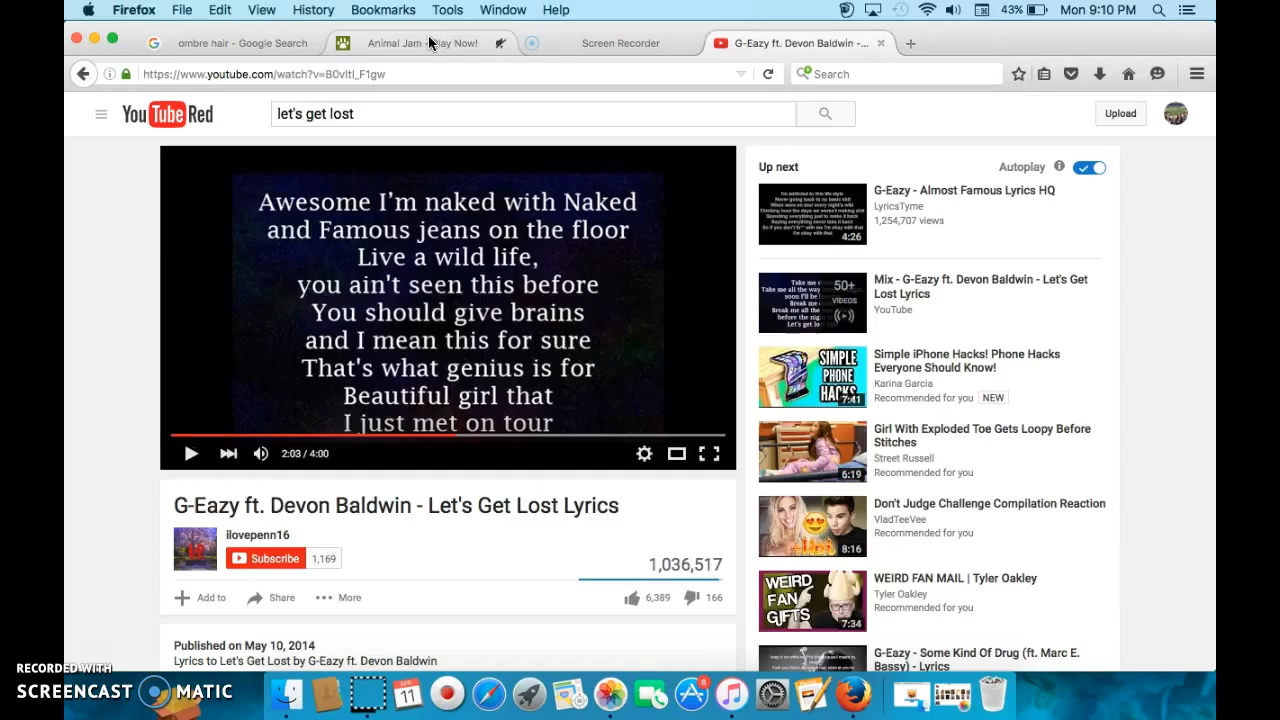 Firefox File Edit View History Bookmarks Tools Window Help 43% Mon 9:10 PM
ombre hair - Google Search Animal Jam - Play Now! Screen Recorder G-Eazy ft. Devon Baldwin -...
https://www.youtube.com/watch?v=B0vItl_F1gw Search
YouTube Red let's get lost Upload
Awesome I'm naked with Naked
and Famous jeans on the floor
Live a wild life,
you ain't seen this before
You should give brains
and I mean this for sure
That's what genius is for
Beautiful girl that
I just met on tour
2:03 / 4:00
G-Eazy ft. Devon Baldwin - Let's Get Lost Lyrics
ilovepenn16
Subscribe 1,169
1,036,517
Add to Share More 6,389 166
Published on May 10, 2014
Lyrics to Let's Get Lost by G-Eazy ft. Devon Baldwin
Up next Autoplay
G-Eazy - Almost Famous Lyrics HQ
LyricsTyme
1,254,707 views
4:26
Mix - G-Eazy ft. Devon Baldwin - Let's Get
Lost Lyrics
YouTube
50+
VIDEOS
Simple iPhone Hacks! Phone Hacks
Everyone Should Know!
Karina Garcia
Recommended for you NEW
SIMPLE
PHONE
HACKS
7:41
Girl With Exploded Toe Gets Loopy Before
Stitches
Street Russell
Recommended for you
6:19
Don't Judge Challenge Compilation Reaction
VladTeeVee
Recommended for you
8:16
WEIRD FAN MAIL | Tyler Oakley
Tyler Oakley
Recommended for you
WEIRD
FAN
GIFTS
7:34
G-Eazy - Some Kind Of Drug (ft. Marc E.
Bassy) - Lyrics
RECORDED WITH
SCREENCAST MATIC
11
8